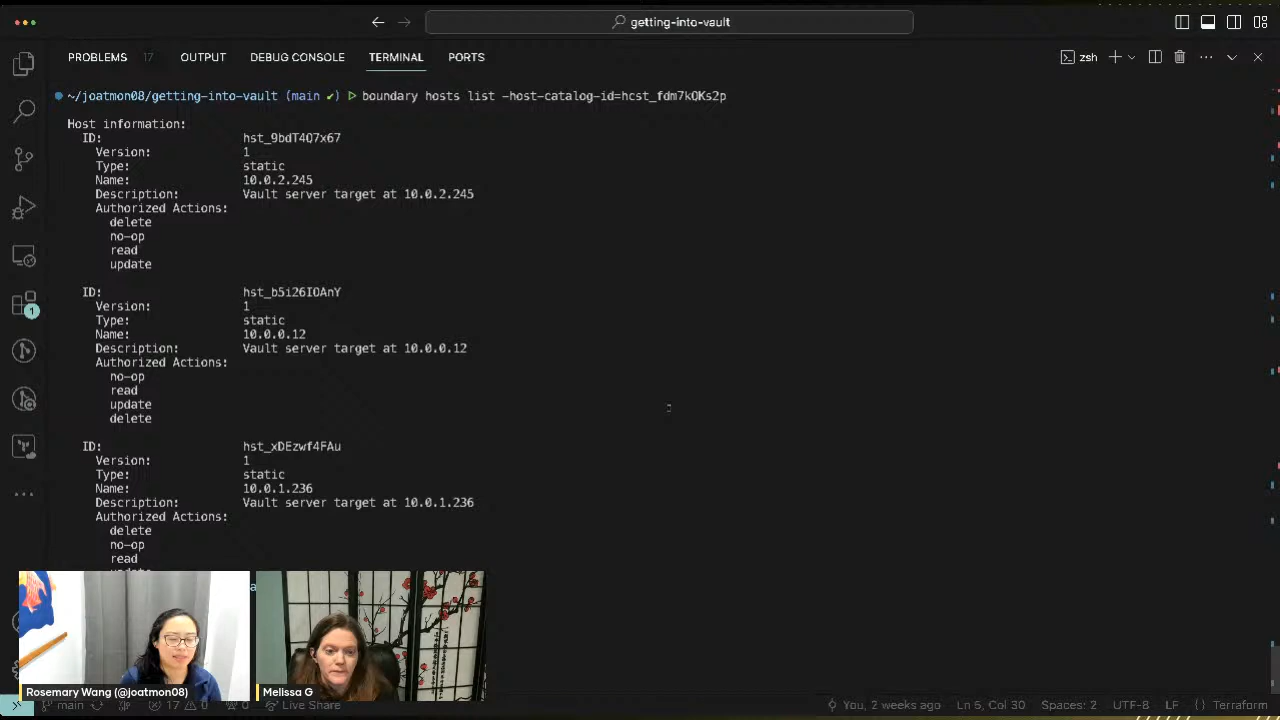 getting-into-vault
PROBLEMS 17 OUTPUT DEBUG CONSOLE TERMINAL PORTS
zsh
~/joatmon08/getting-into-vault (main ✔) ▷ boundary hosts list -host-catalog-id=hcst_fdm7kQKs2p
Host information:
ID: hst_9bdT4Q7x67
Version: 1
Type: static
Name: 10.0.2.245
Description: Vault server target at 10.0.2.245
Authorized Actions:
delete
no-op
read
update
ID: hst_b5i26IOAnY
Version: 1
Type: static
Name: 10.0.0.12
Description: Vault server target at 10.0.0.12
Authorized Actions:
no-op
read
update
delete
ID: hst_xDEzwf4FAu
Version: 1
Type: static
Name: 10.0.1.236
Description: Vault server target at 10.0.1.236
Authorized Actions:
delete
no-op
read
1
Rosemary Wang (@joatmon08)
Melissa G
main 17 0 0 Live Share You, 2 weeks ago Ln 5, Col 30 Spaces: 2 UTF-8 LF {} Terraform